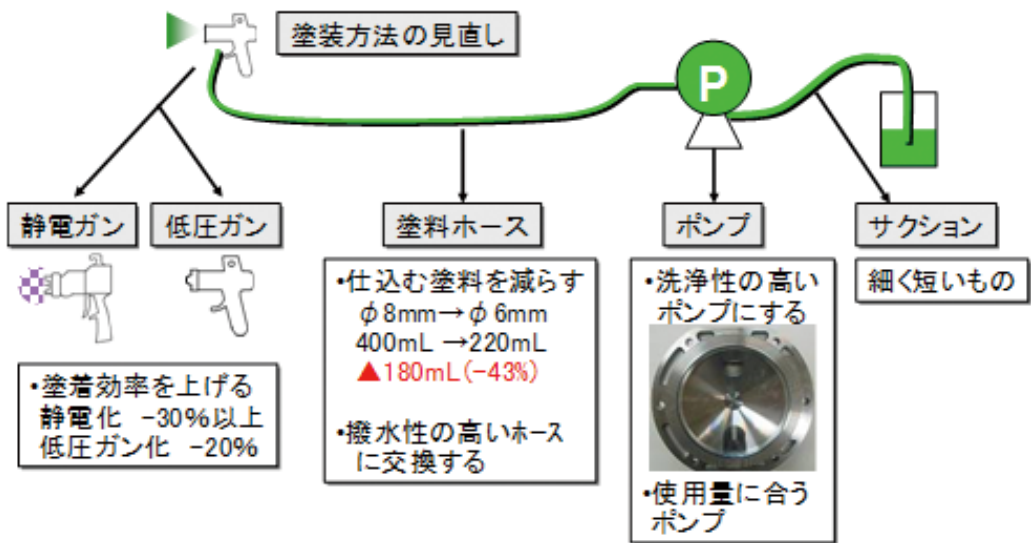 塗装方法の見直し
P
静電ガン
低圧ガン
塗料ホース
ポンプ
サクション
・塗着効率を上げる
静電化 -30%以上
低圧ガン化 -20%
・仕込む塗料を減らす
φ8mm→φ6mm
400mL →220mL
▲180mL(-43%)
・撥水性の高いホース
に交換する
・洗浄性の高い
ポンプにする
・使用量に合う
ポンプ
細く短いもの